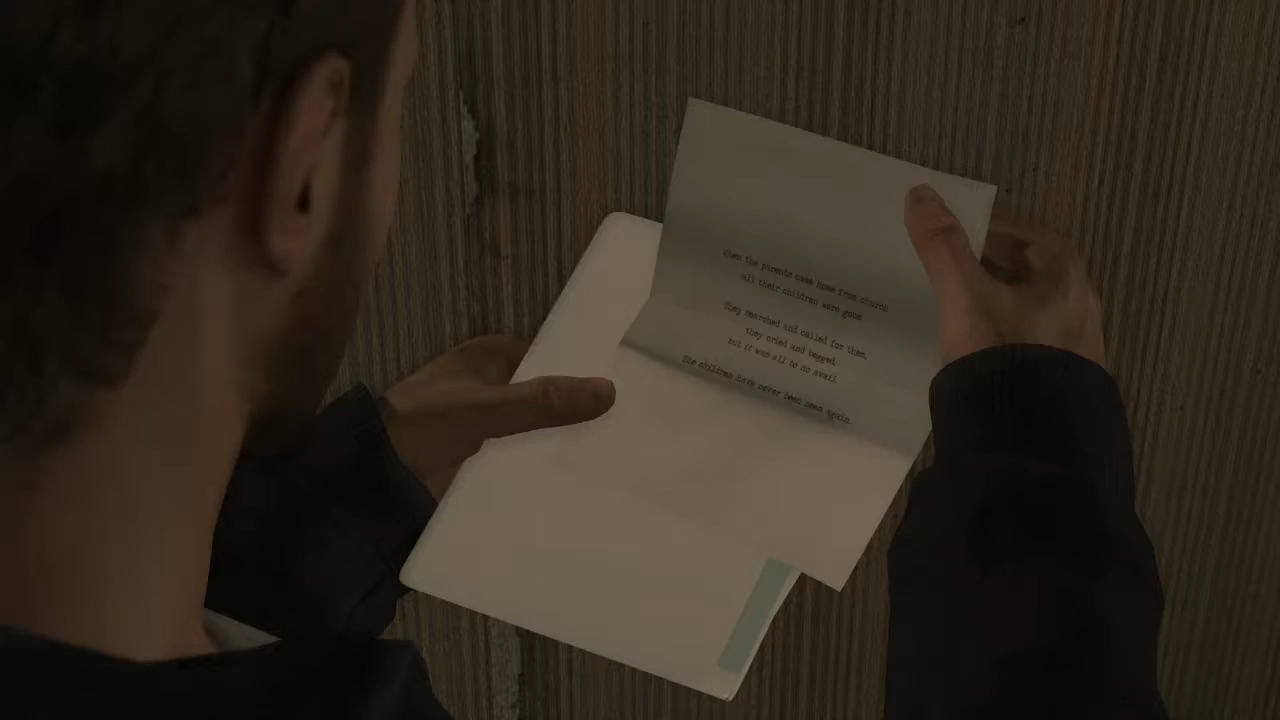 When the parents came home from church
all their children were gone
They searched and called for them,
they cried and begged
but it was all to no avail
The children have never been seen again.